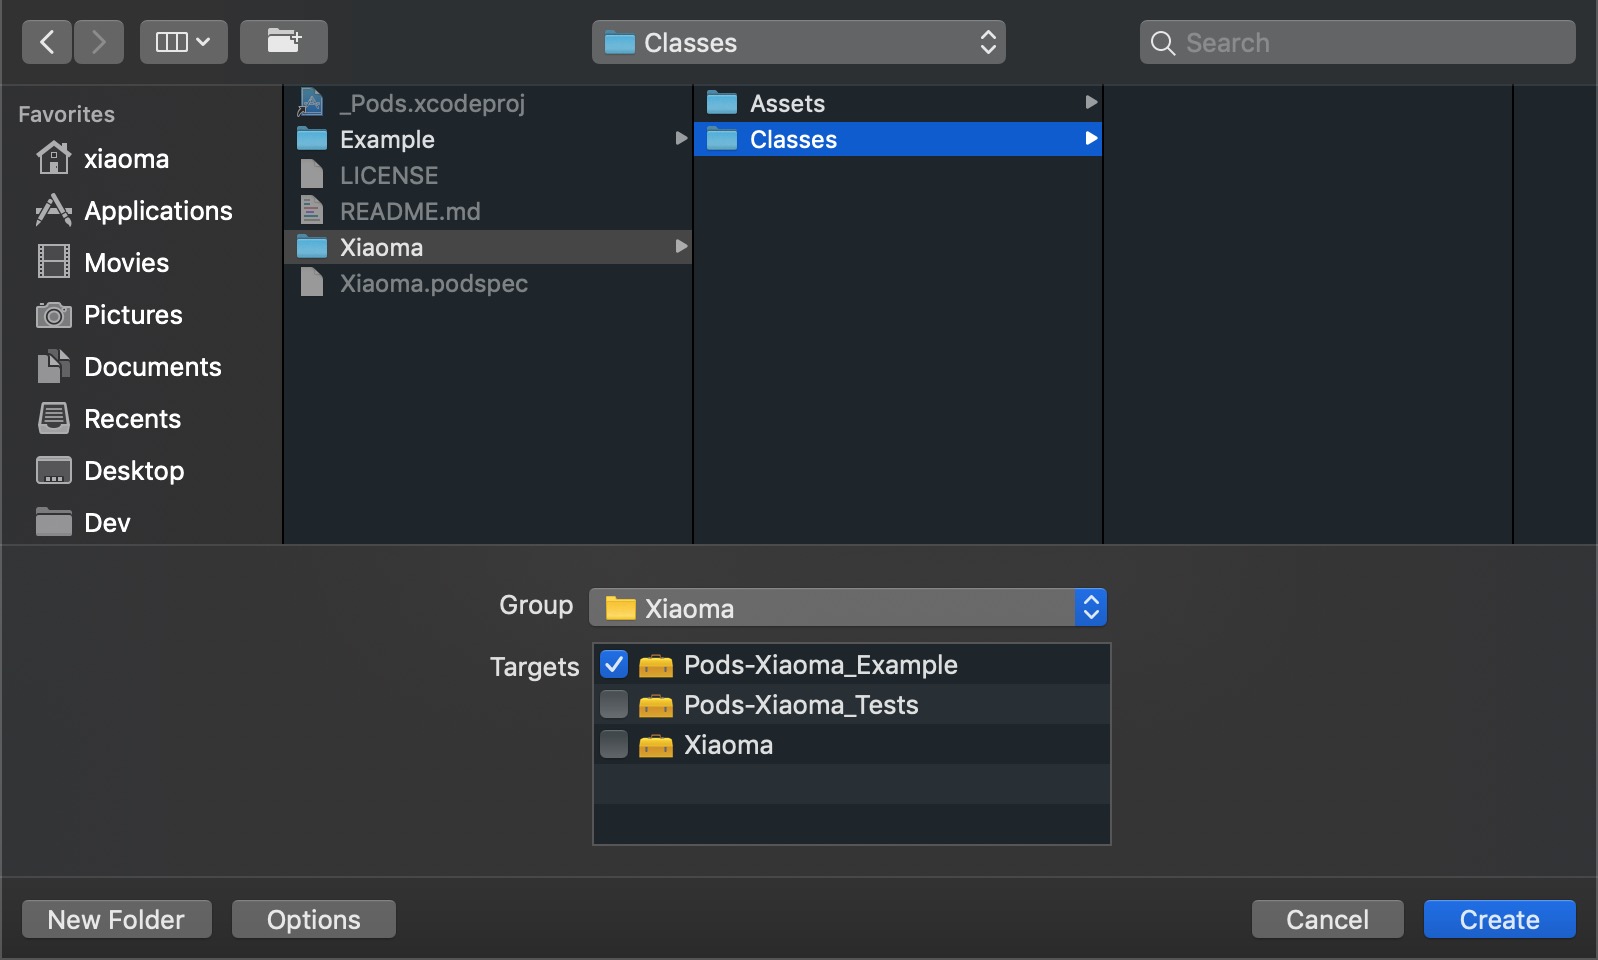 Classes
Search
Favorites
xiaoma
Applications
Movies
Pictures
Documents
Recents
Desktop
Dev
_Pods.xcodeproj
Example
LICENSE
README.md
Xiaoma
Xiaoma.podspec
Assets
Classes
Group
Xiaoma
Targets
Pods-Xiaoma_Example
Pods-Xiaoma_Tests
Xiaoma
New Folder
Options
Cancel
Create